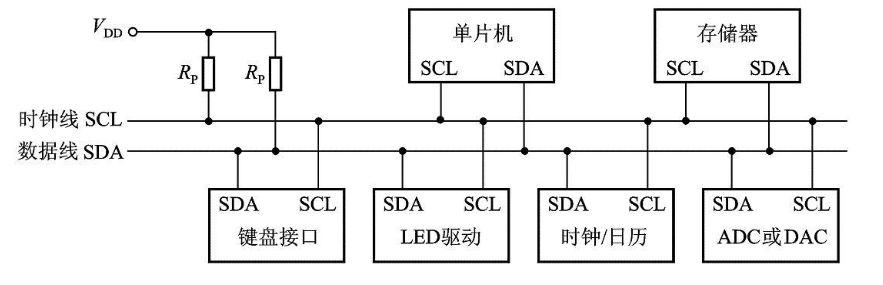 V_DD
R_P R_P
单片机
SCL SDA
存储器
SCL SDA
时钟线 SCL
数据线 SDA
SDA SCL
键盘接口
SDA SCL
LED驱动
SDA SCL
时钟/日历
SDA SCL
ADC或DAC